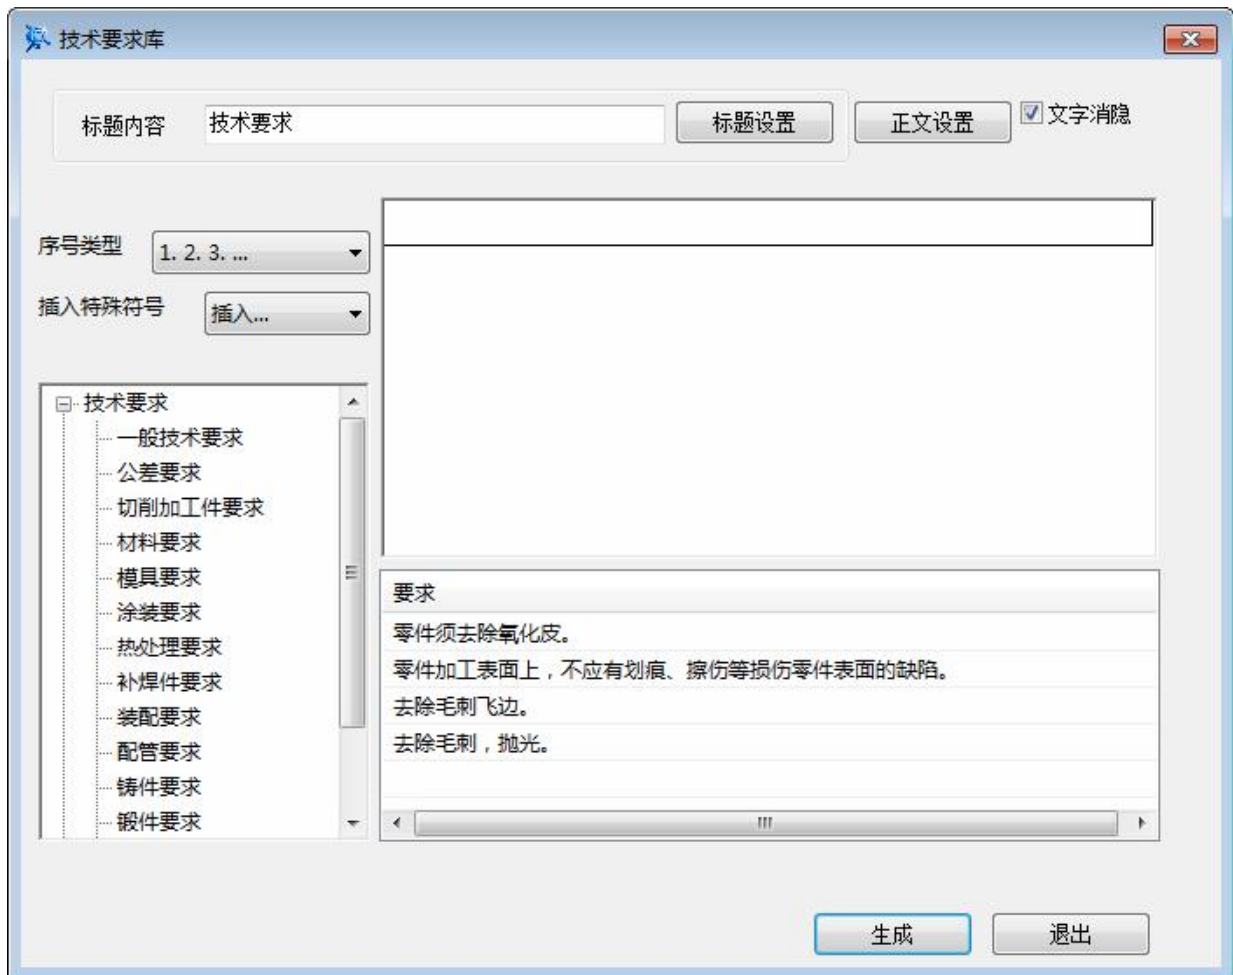 技术要求库
标题内容 技术要求 标题设置 正文设置 文字消隐
序号类型 1. 2. 3. ...
插入特殊符号 插入...
技术要求
一般技术要求
公差要求
切削加工件要求
材料要求
模具要求
涂装要求
热处理要求
补焊件要求
装配要求
配管要求
铸件要求
锻件要求
要求
零件须去除氧化皮。
零件加工表面上，不应有划痕、擦伤等损伤零件表面的缺陷。
去除毛刺飞边。
去除毛刺，抛光。
生成 退出